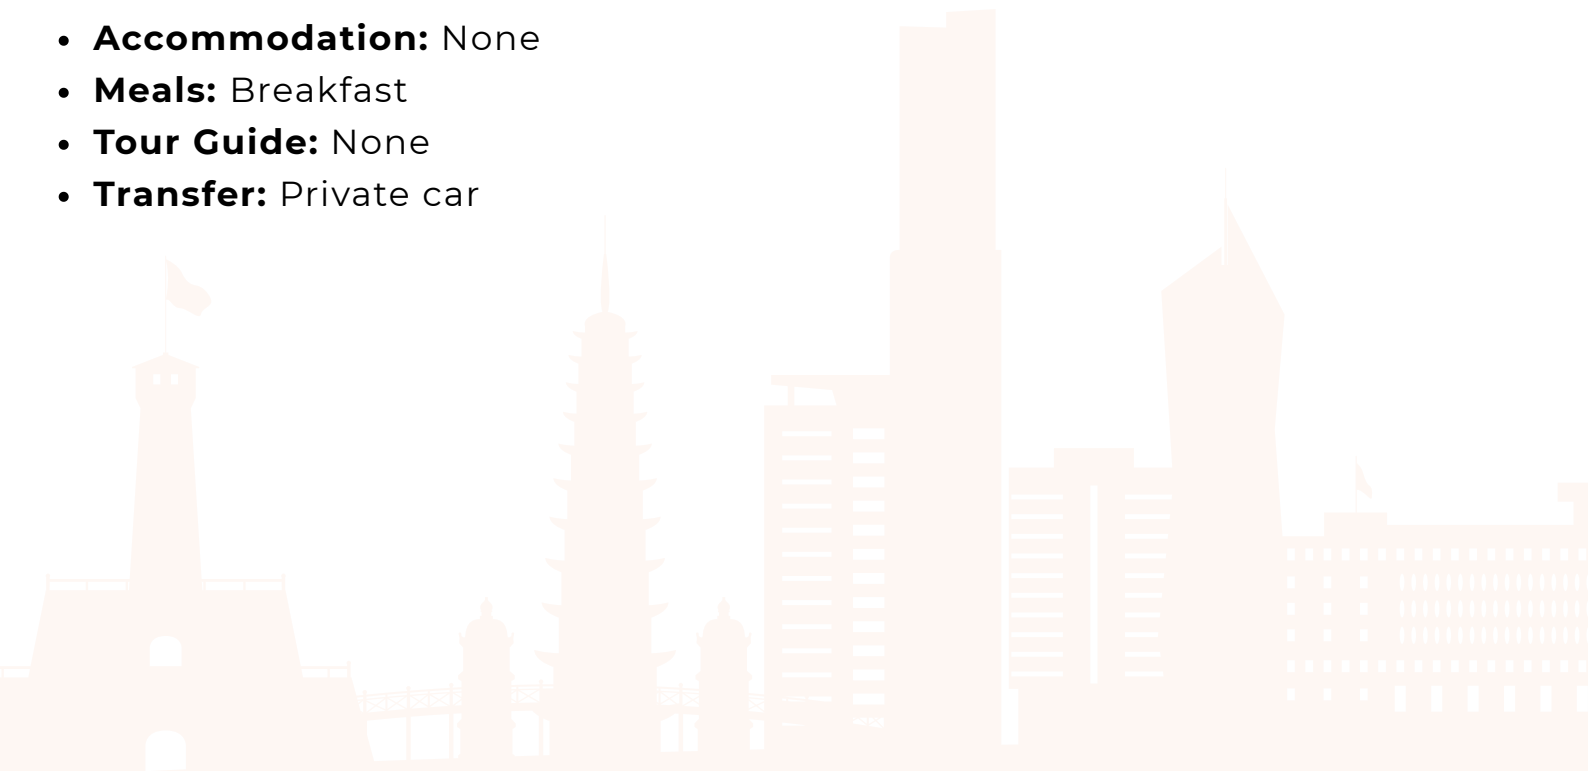 • Accommodation: None
• Meals: Breakfast
• Tour Guide: None
• Transfer: Private car